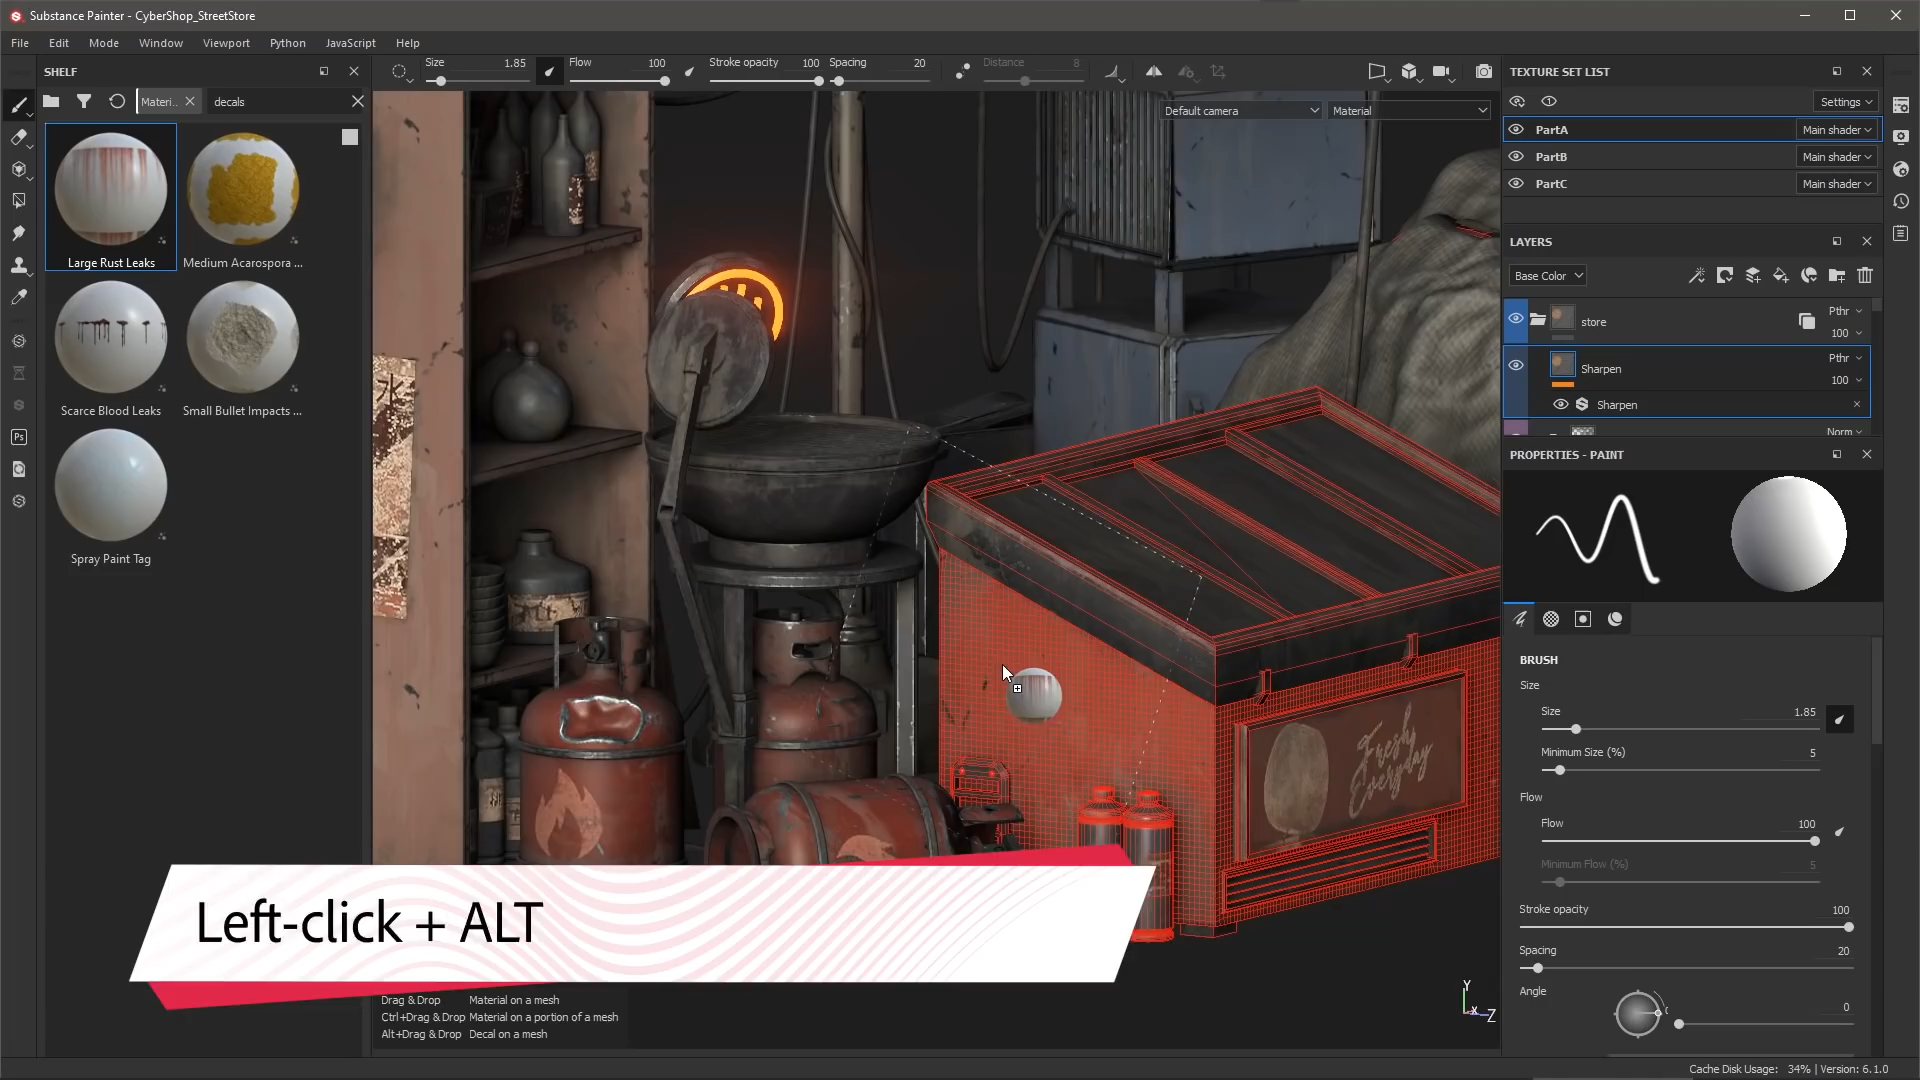 Substance Painter - CyberShop_StreetStore
File Edit Mode Window Viewport Python JavaScript Help
SHELF
Materi.. decals
Large Rust Leaks
Medium Acarospora ...
Scarce Blood Leaks
Small Bullet Impacts ...
Spray Paint Tag
Size 1.85 Flow 100 Stroke opacity 100 Spacing 20 Distance 8
Default camera Material
水
Fresh
Everyday
Left-click + ALT
Drag & Drop Material on a mesh
Ctrl+Drag & Drop Material on a portion of a mesh
Alt+Drag & Drop Decal on a mesh
Y
X
Z
TEXTURE SET LIST
Settings
PartA Main shader
PartB Main shader
PartC Main shader
LAYERS
Base Color
store Pthr
100
Sharpen Pthr
100
Sharpen
Norm
PROPERTIES - PAINT
BRUSH
Size
Size 1.85
Minimum Size (%) 5
Flow
Flow 100
Minimum Flow (%) 5
Stroke opacity 100
Spacing 20
Angle
0
Ps
Cache Disk Usage: 34% | Version: 6.1.0